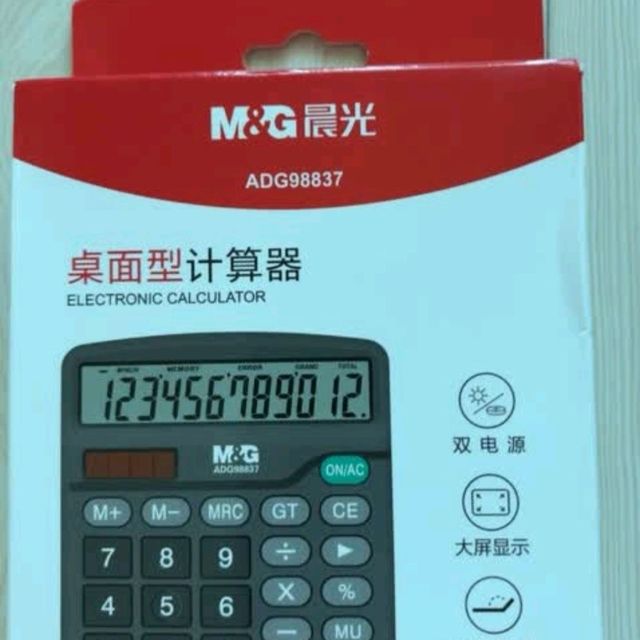 M&G晨光
ADG98837
桌面型计算器
ELECTRONIC CALCULATOR
MEMORY ERROR GRAND TOTAL
123456789012.
M&G
ADG98837
ON/AC
双电源
M+ M− MRC GT CE
大屏显示
7 8 9 ÷ ▶
4 5 6 X %
− MU